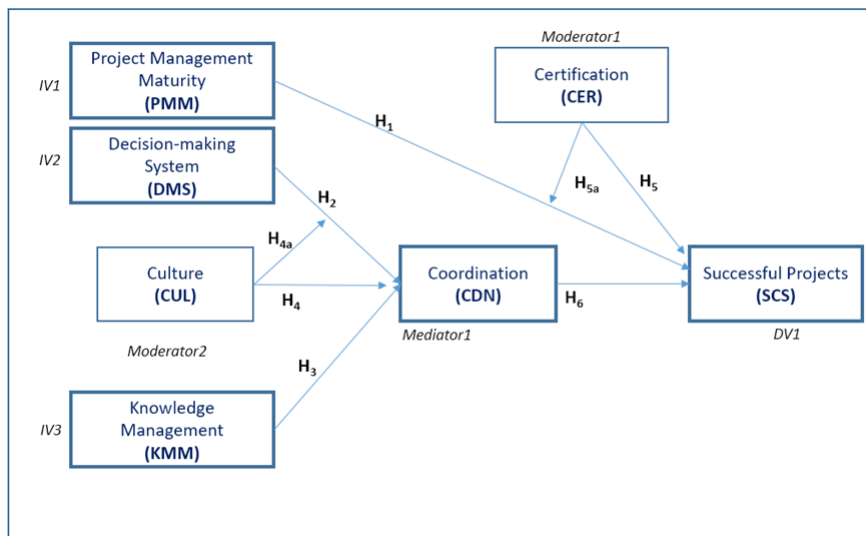 Moderator1
Project Management
Maturity
(PMM)
IV1
Certification
(CER)
H1
Decision-making
System
(DMS)
IV2
H5a
H5
H2
H4a
Culture
(CUL)
Coordination
(CDN)
Successful Projects
(SCS)
H4
H6
Mediator1
DV1
Moderator2
H3
Knowledge
Management
(KMM)
IV3